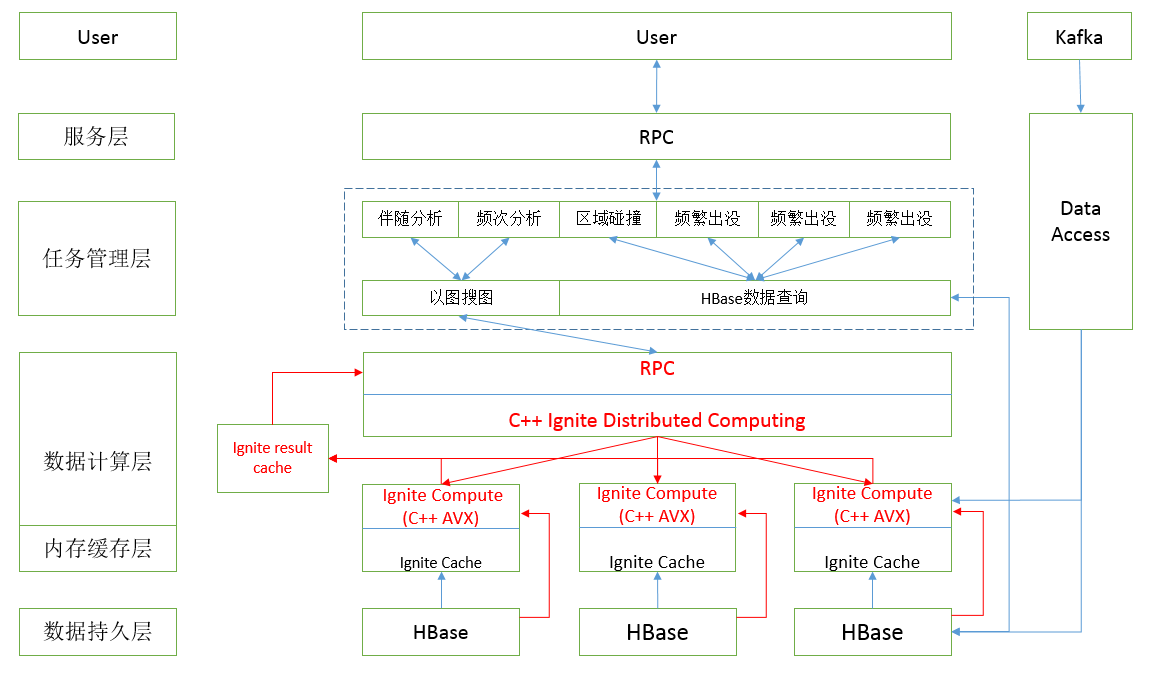 User
User
Kafka
服务层
RPC
Data
Access
任务管理层
伴随分析
频次分析
区域碰撞
频繁出没
频繁出没
频繁出没
以图搜图
HBase数据查询
RPC
C++ Ignite Distributed Computing
数据计算层
Ignite result
cache
Ignite Compute
(C++ AVX)
Ignite Compute
(C++ AVX)
Ignite Compute
(C++ AVX)
内存缓存层
Ignite Cache
Ignite Cache
Ignite Cache
数据持久层
HBase
HBase
HBase